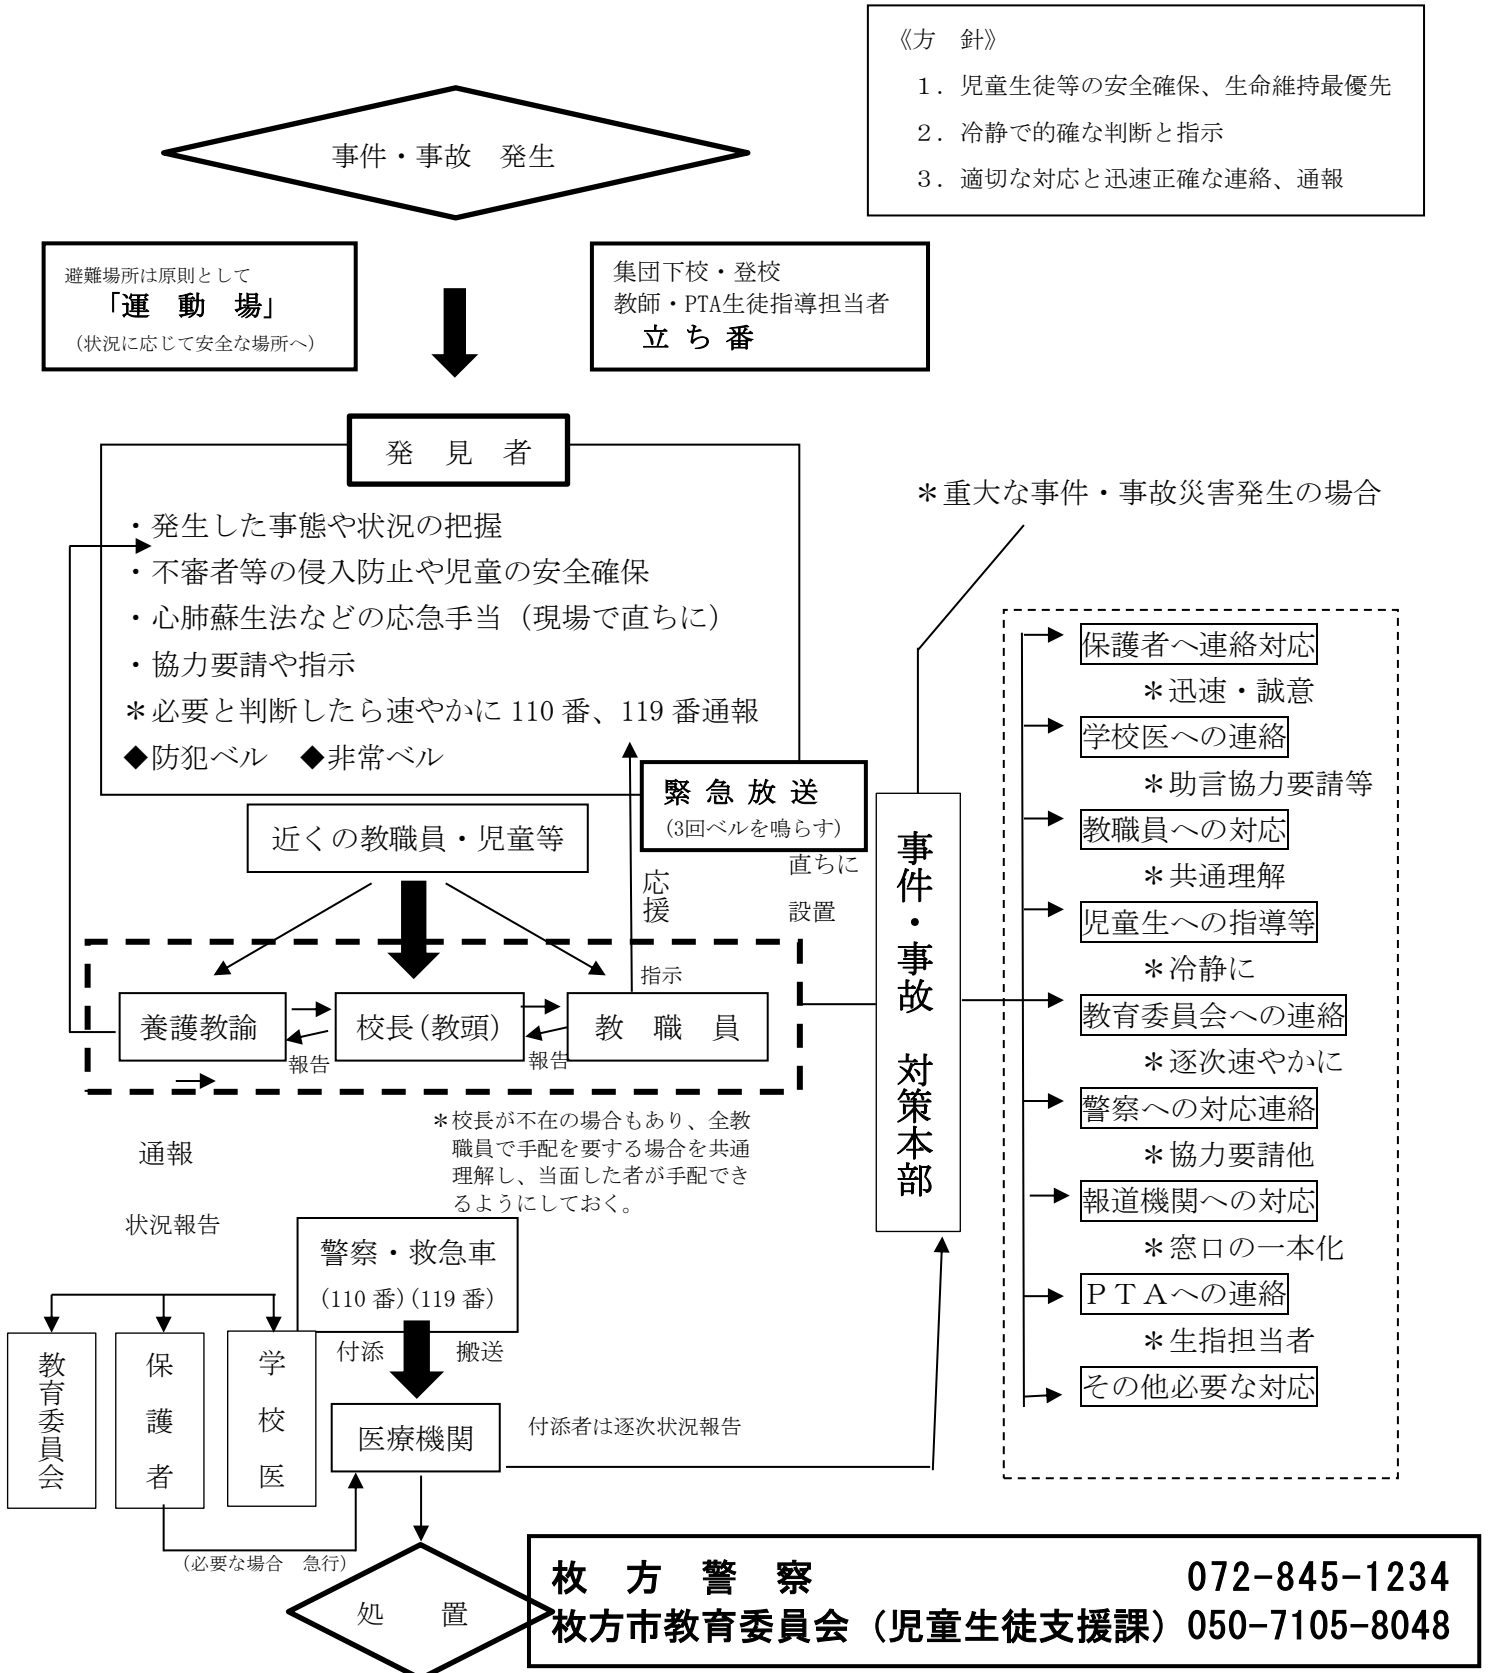 《方　針》
１．児童生徒等の安全確保、生命維持最優先
２．冷静で的確な判断と指示
３．適切な対応と迅速正確な連絡、通報
事件・事故　発生
避難場所は原則として
「運　動　場」
(状況に応じて安全な場所へ)
集団下校・登校
教師・PTA生徒指導担当者
立 ち 番
発　見　者
・発生した事態や状況の把握
・不審者等の侵入防止や児童の安全確保
・心肺蘇生法などの応急手当（現場で直ちに）
・協力要請や指示
＊必要と判断したら速やかに 110 番、119 番通報
◆防犯ベル　◆非常ベル
緊 急 放 送
(3回ベルを鳴らす)
近くの教職員・児童等
応援
直ちに
設置
指示
養護教諭
校長(教頭)
教　職　員
報告
報告
＊校長が不在の場合もあり、全教
職員で手配を要する場合を共通
理解し、当面した者が手配でき
るようにしておく。
通報
状況報告
警察・救急車
(110 番)(119 番)
付添
搬送
教育委員会
保護者
学校医
医療機関
付添者は逐次状況報告
(必要な場合　急行)
処　　置
＊重大な事件・事故災害発生の場合
事件・事故　対策本部
保護者へ連絡対応
＊迅速・誠意
学校医への連絡
＊助言協力要請等
教職員への対応
＊共通理解
児童生への指導等
＊冷静に
教育委員会への連絡
＊逐次速やかに
警察への対応連絡
＊協力要請他
報道機関への対応
＊窓口の一本化
ＰＴＡへの連絡
＊生指担当者
その他必要な対応
枚　方　警　察　072-845-1234
枚方市教育委員会（児童生徒支援課）050-7105-8048